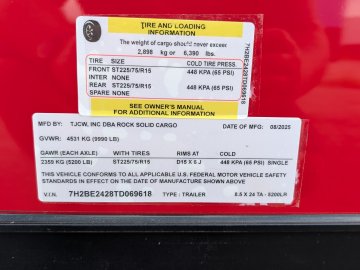 TIRE AND LOADING
INFORMATION
The weight of cargo should never exceed
2,898 kg or 6,390 lbs.
TIRE SIZE COLD TIRE PRESS.
FRONT ST225/75/R15 448 KPA (65 PSI)
INTER NONE NONE
REAR ST225/75/R15 448 KPA (65 PSI)
SPARE NONE NONE
SEE OWNER'S MANUAL
FOR ADDITIONAL INFORMATION
7H2BE2428TD069618
MFD BY: TJCW, INC DBA ROCK SOLID CARGO DATE OF MANUF: 08/2025
GVWR: 4531 KG (9990 LB)
GAWR (EACH AXLE) WITH TIRES RIMS AT COLD
2359 KG (5200 LB) ST225/75/R15 D15 X 6 J 448 KPA (65 PSI) SINGLE
THIS VEHICLE CONFORMS TO ALL APPLICABLE U.S. FEDERAL MOTOR VEHICLE SAFETY
STANDARDS IN EFFECT ON THE DATE OF MANUFACTURE SHOWN ABOVE
V.I.N. 7H2BE2428TD069618 TYPE: TRAILER 8.5 X 24 TA - 5200LR